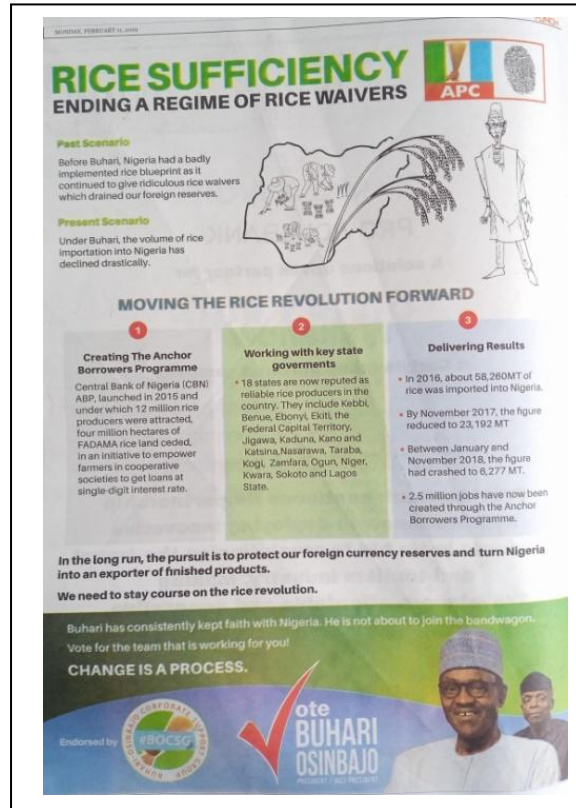 MONDAY, FEBRUARY 11, 2019
PUNCH
RICE SUFFICIENCY
ENDING A REGIME OF RICE WAIVERS
APC
Past Scenario
Before Buhari, Nigeria had a badly
implemented rice blueprint as it
continued to give ridiculous rice waivers
which drained our foreign reserves.
Present Scenario
Under Buhari, the volume of rice
importation into Nigeria has
declined drastically.
MOVING THE RICE REVOLUTION FORWARD
1
Creating The Anchor
Borrowers Programme
Central Bank of Nigeria (CBN)
ABP, launched in 2015 and
under which 12 million rice
producers were attracted,
four million hectares of
FADAMA rice land ceded,
in an initiative to empower
farmers in cooperative
societies to get loans at
single-digit interest rate.
2
Working with key state
goverments
• 18 states are now reputed as
reliable rice producers in the
country. They include Kebbi,
Benue, Ebonyi, Ekiti, the
Federal Capital Territory,
Jigawa, Kaduna, Kano and
Katsina,Nasarawa, Taraba,
Kogi, Zamfara, Ogun, Niger,
Kwara, Sokoto and Lagos
State.
3
Delivering Results
• In 2016, about 58,260MT of
rice was imported into Nigeria.
• By November 2017, the figure
reduced to 23,192 MT
• Between January and
November 2018, the figure
had crashed to 6,277 MT.
• 2.5 million jobs have now been
created through the Anchor
Borrowers Programme.
In the long run, the pursuit is to protect our foreign currency reserves and turn Nigeria
into an exporter of finished products.
We need to stay course on the rice revolution.
Buhari has consistently kept faith with Nigeria. He is not about to join the bandwagon.
Vote for the team that is working for you!
CHANGE IS A PROCESS.
Endorsed by
BUHARI-OSINBAJO CORPORATE SUPPORT GROUP
#BOCSG
Vote
BUHARI
OSINBAJO
PRESIDENT / VICE PRESIDENT